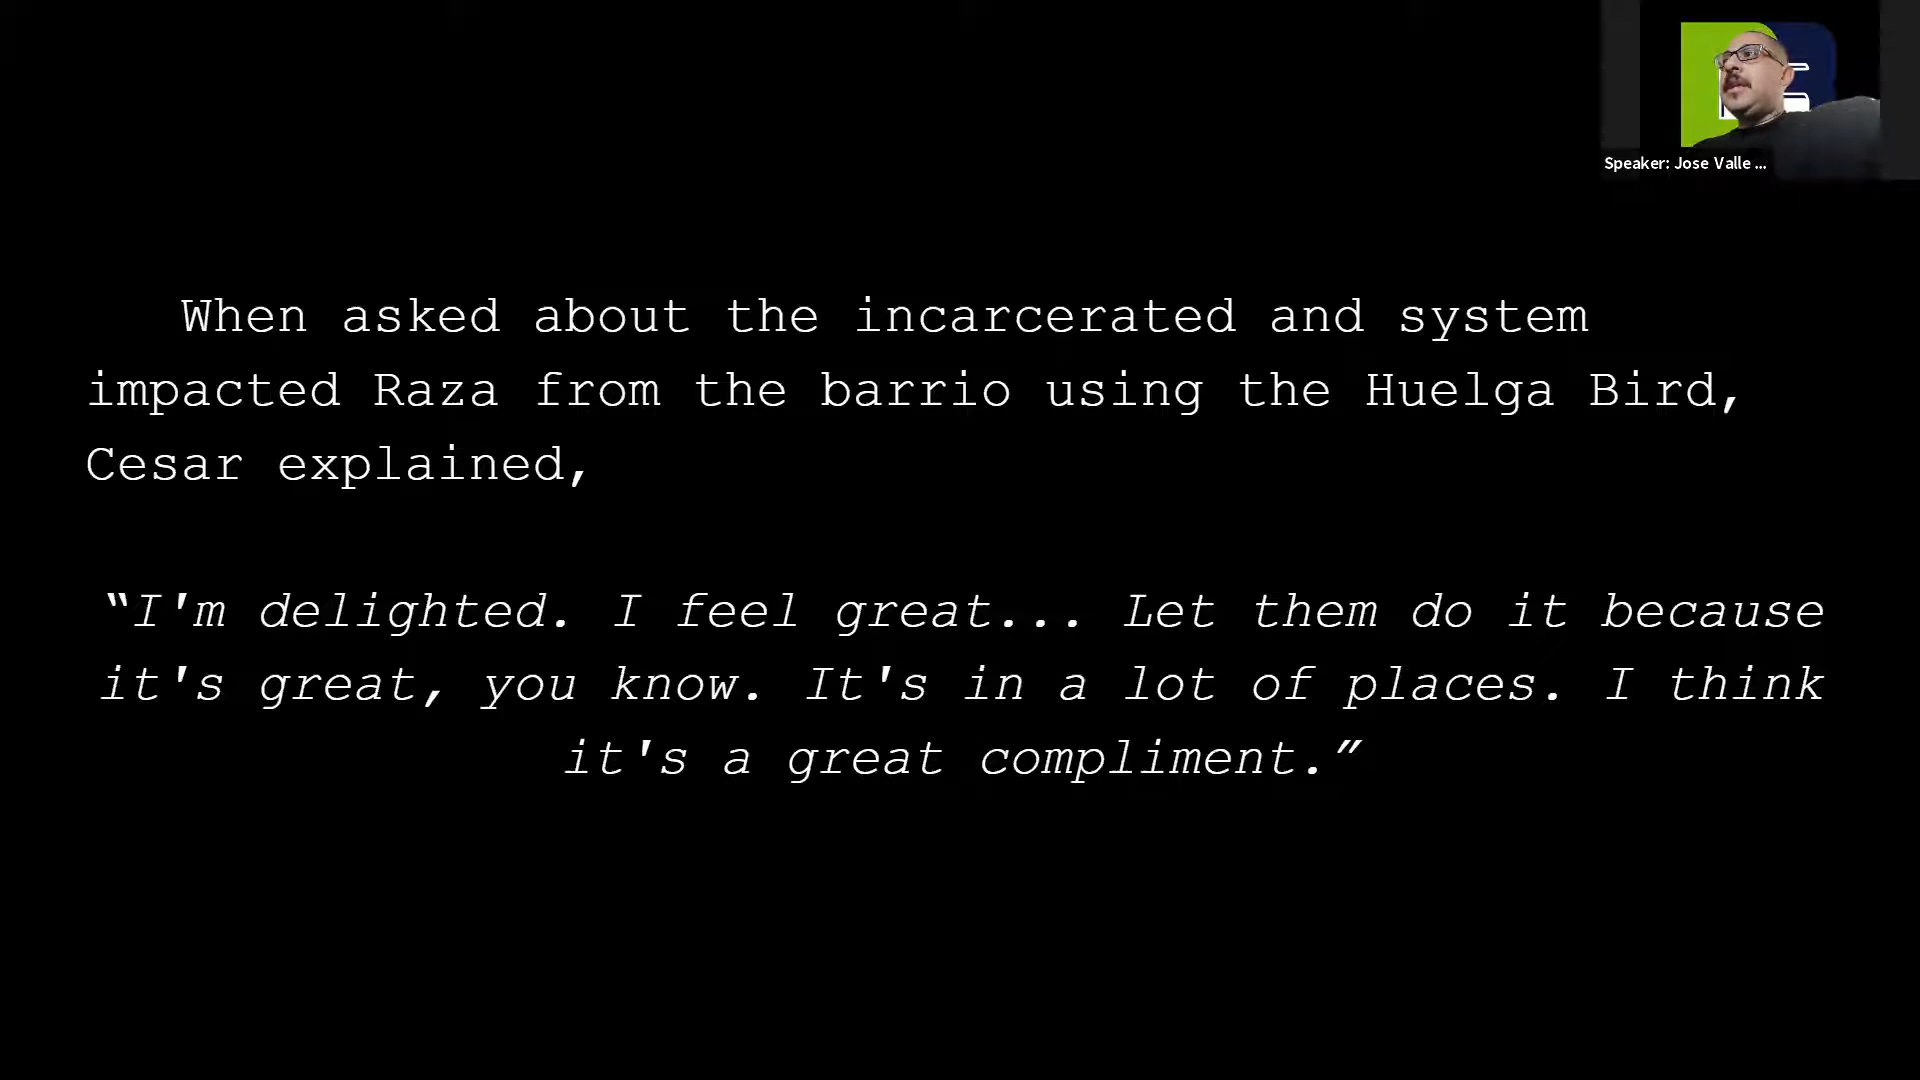 Speaker: Jose Valle ...
When asked about the incarcerated and system
impacted Raza from the barrio using the Huelga Bird,
Cesar explained,
“I'm delighted. I feel great... Let them do it because
it's great, you know. It's in a lot of places. I think
it's a great compliment.”